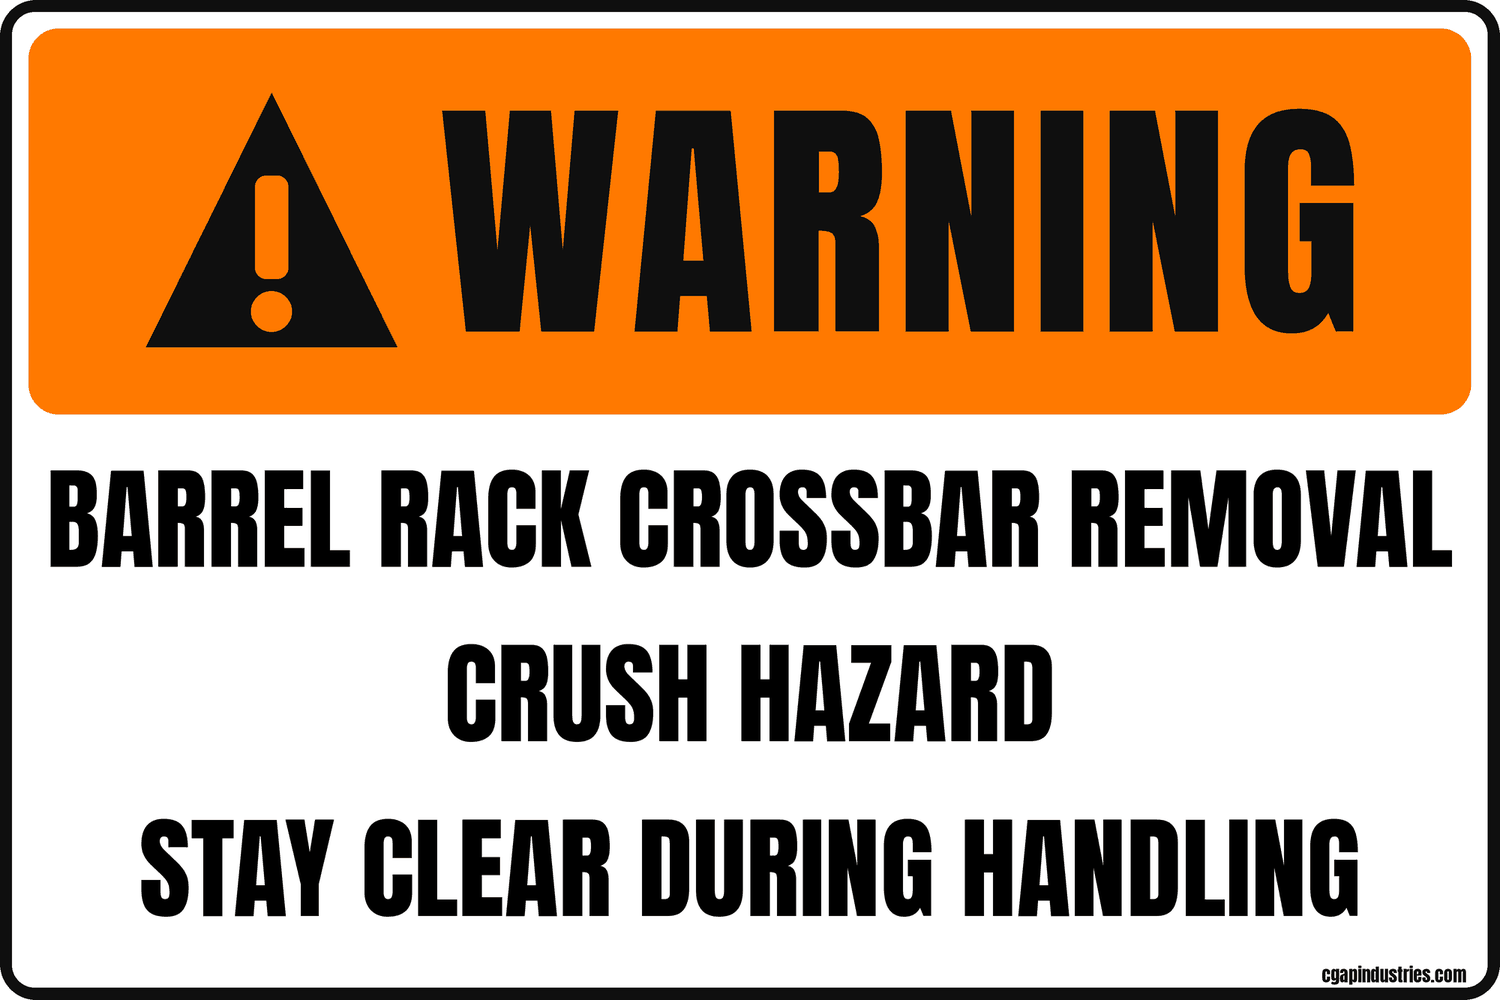 WARNING
BARREL RACK CROSSBAR REMOVAL
CRUSH HAZARD
STAY CLEAR DURING HANDLING
cgapindustries.com